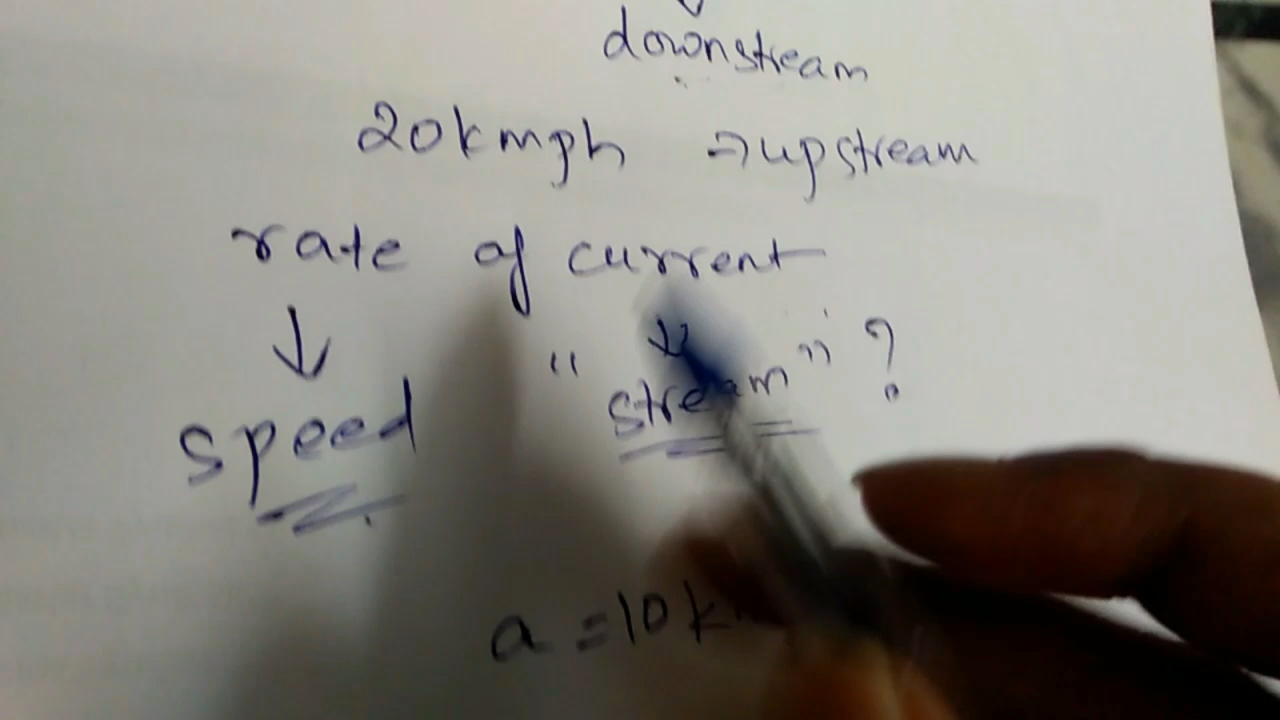 downstream
20kmph ⇒upstream
rate of current
↓ ↓
speed "stream" ?
a = 10k